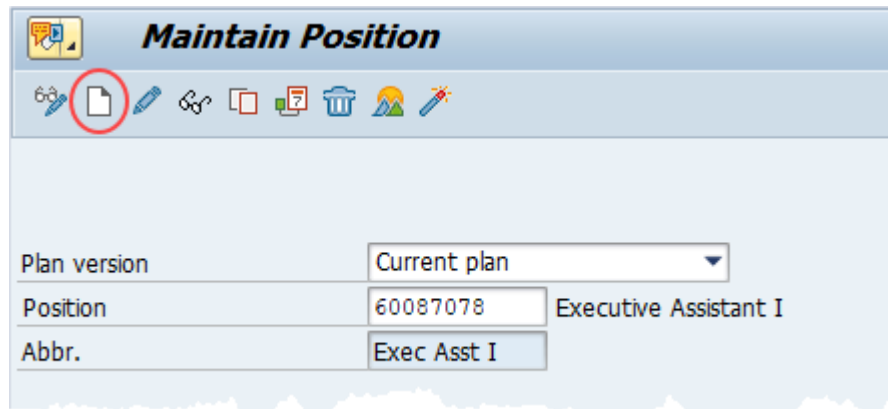 Maintain Position
Plan version Current plan
Position 60087078 Executive Assistant I
Abbr. Exec Asst I